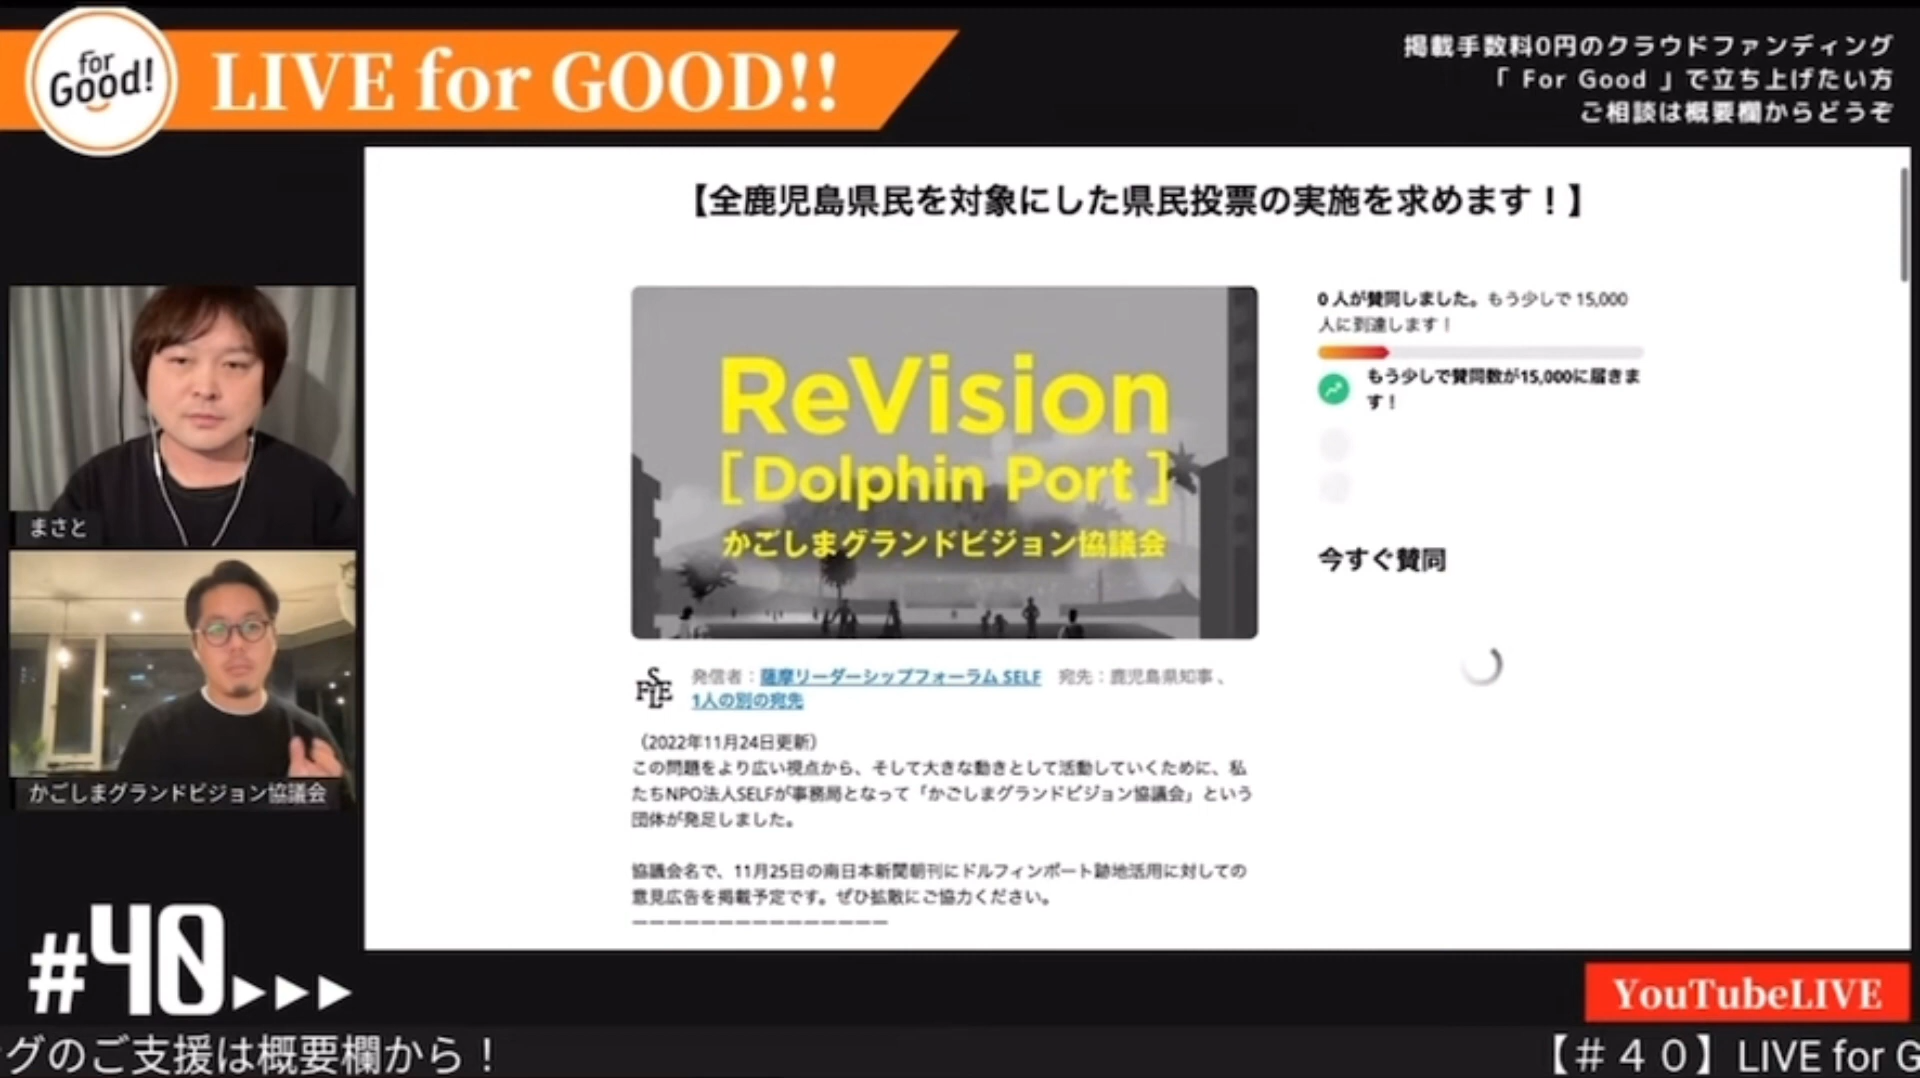 for
Good!
LIVE for GOOD!!
掲載手数料0円のクラウドファンディング
「 For Good 」で立ち上げたい方
ご相談は概要欄からどうぞ
【全鹿児島県民を対象にした県民投票の実施を求めます！】
ReVision
[ Dolphin Port ]
かごしまグランドビジョン協議会
0 人が賛同しました。もう少しで 15,000
人に到達します！
もう少しで賛同数が15,000に届きま
す！
今すぐ賛同
まさと
かごしまグランドビジョン協議会
SELF
発信者：薩摩リーダーシップフォーラム SELF 宛先：鹿児島県知事 、
1人の別の宛先
（2022年11月24日更新）
この問題をより広い視点から、そして大きな動きとして活動していくために、私
たちNPO法人SELFが事務局となって「かごしまグランドビジョン協議会」という
団体が発足しました。
協議会名で、11月25日の南日本新聞朝刊にドルフィンポート跡地活用に対しての
意見広告を掲載予定です。ぜひ拡散にご協力ください。
ーーーーーーーーーーーーーーー
#40
YouTubeLIVE
グのご支援は概要欄から！
【＃４０】LIVE for G